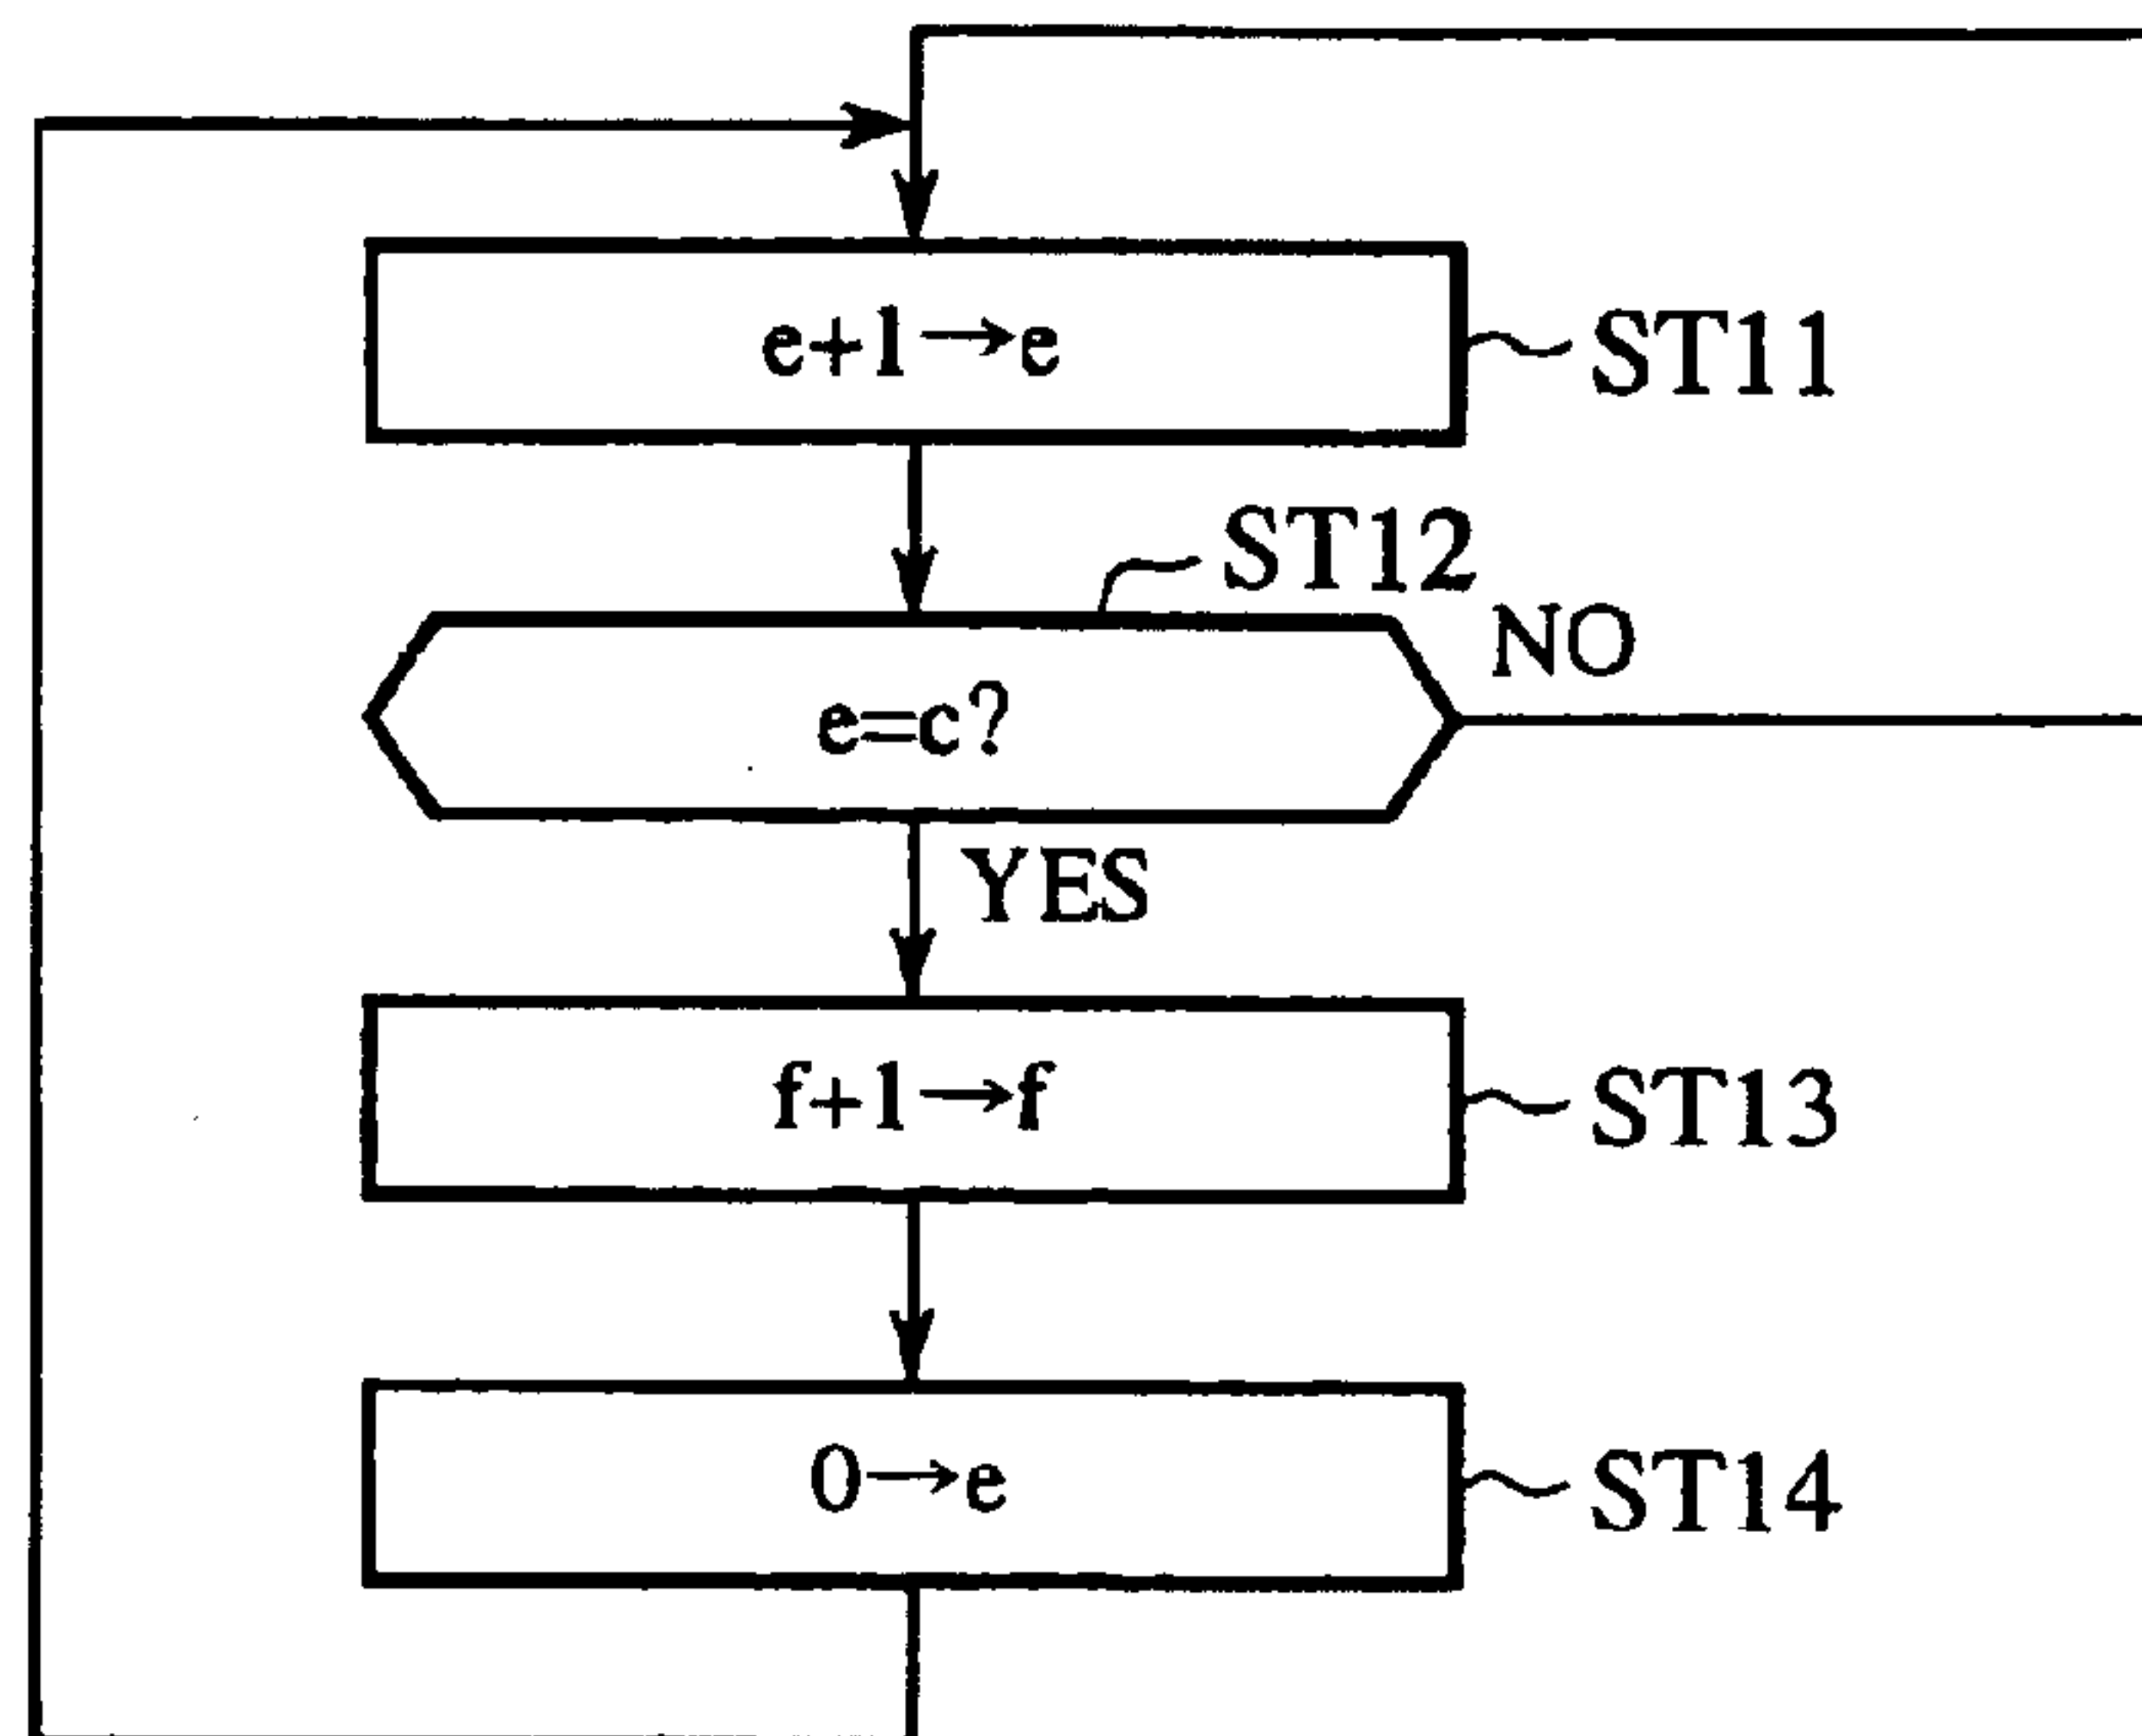 e+1→e
ST11
ST12
NO
e=c?
YES
f+1→f
ST13
0→e
ST14